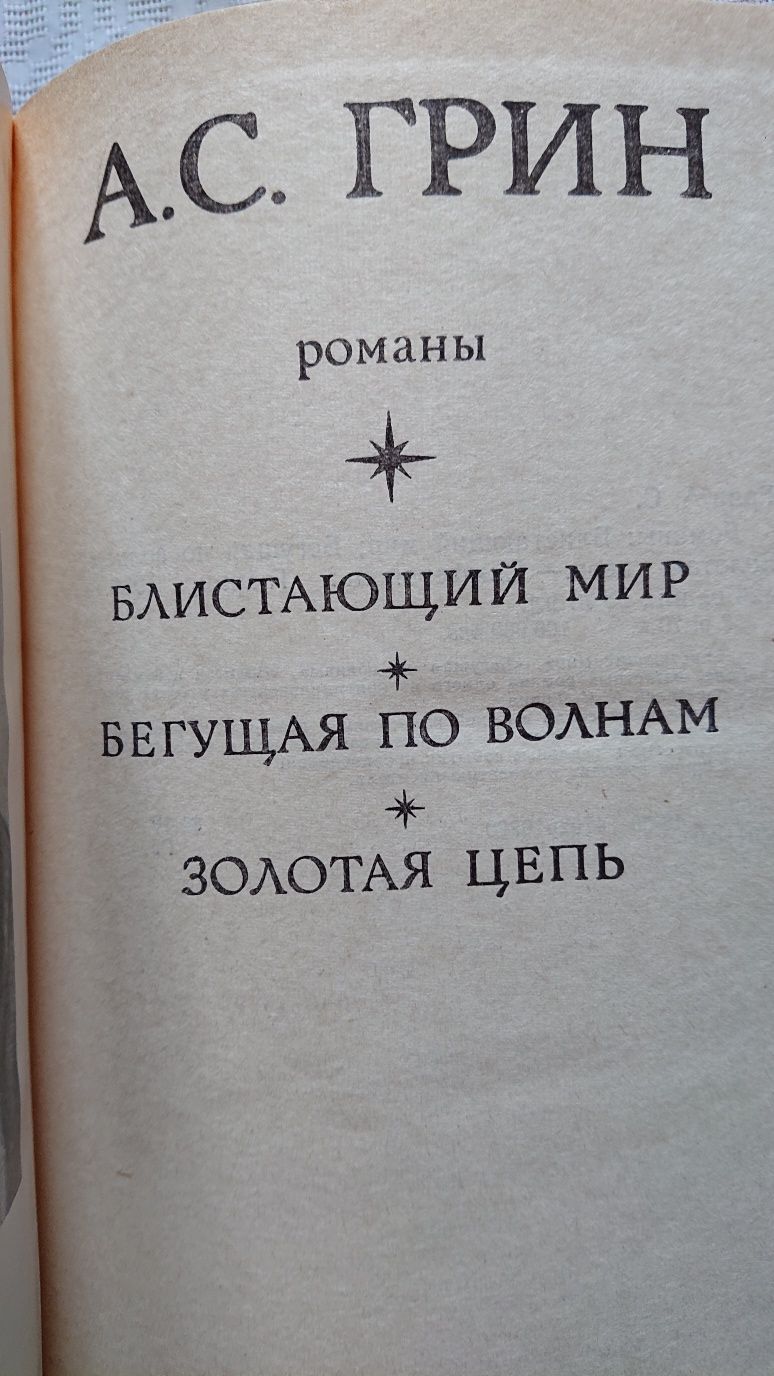 А.С. ГРИН
романы
БЛИСТАЮЩИЙ МИР
БЕГУЩАЯ ПО ВОЛНАМ
ЗОЛОТАЯ ЦЕПЬ